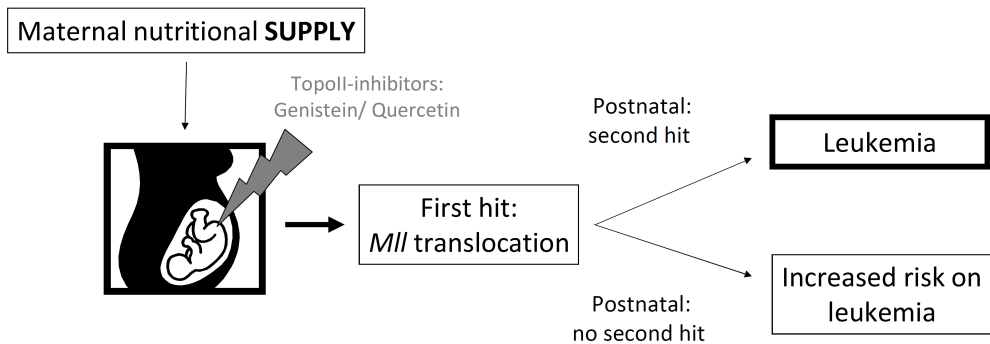 Maternal nutritional SUPPLY
TopoII-inhibitors:
Genistein/ Quercetin
First hit:
Mll translocation
Postnatal:
second hit
Leukemia
Postnatal:
no second hit
Increased risk on
leukemia